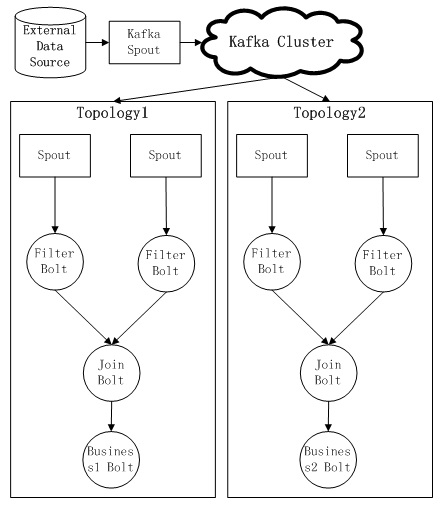 External
Data
Source
Kafka
Spout
Kafka Cluster
Topology1
Spout
Spout
Filter
Bolt
Filter
Bolt
Join
Bolt
Busines
s1 Bolt
Topology2
Spout
Spout
Filter
Bolt
Filter
Bolt
Join
Bolt
Busines
s2 Bolt